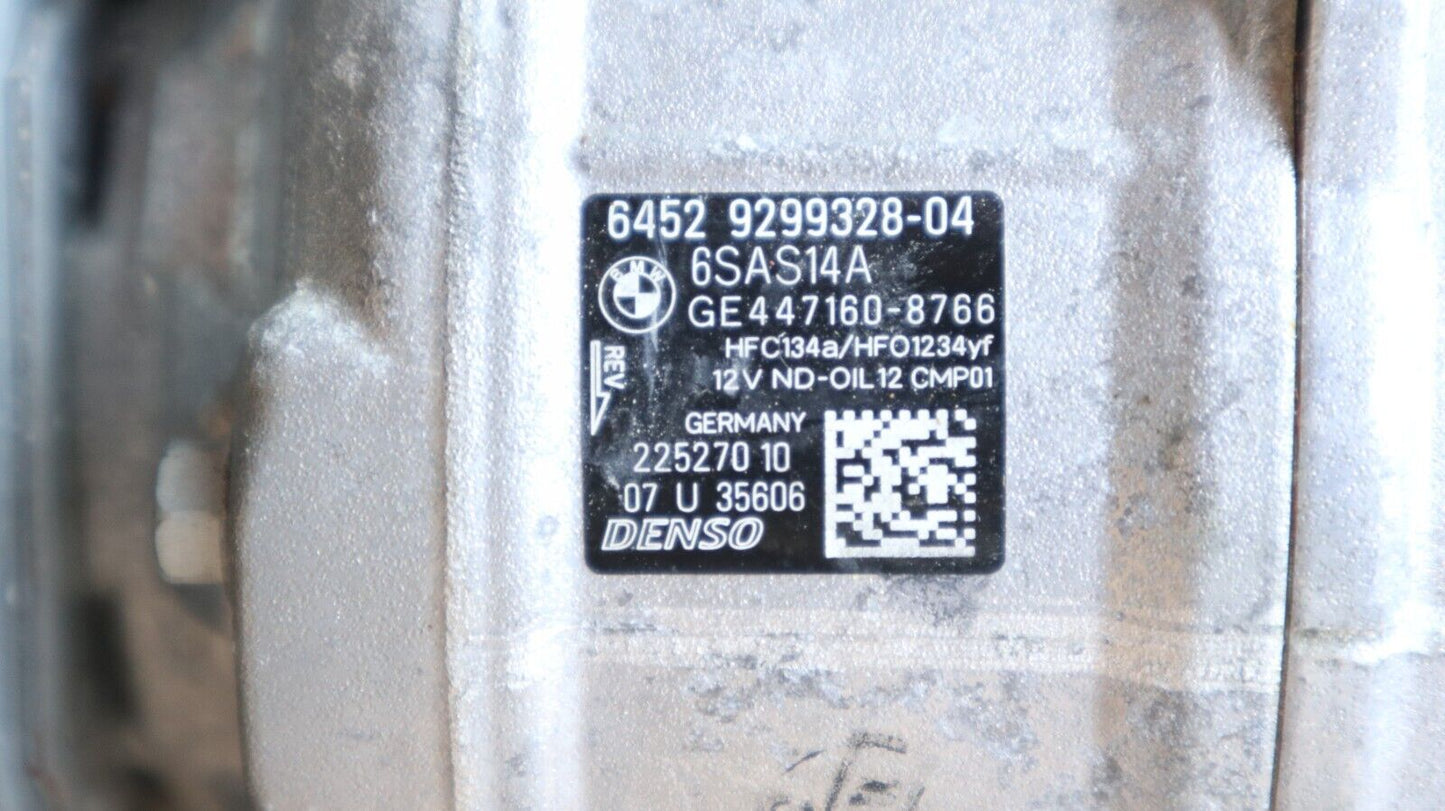 6452 9299328-04
BMW
6SAS14A
GE447160-8766
HFC134a/HFO1234yf
REV
12V ND-OIL12 CMP01
GERMANY
225270 10
07 U 35606
DENSO